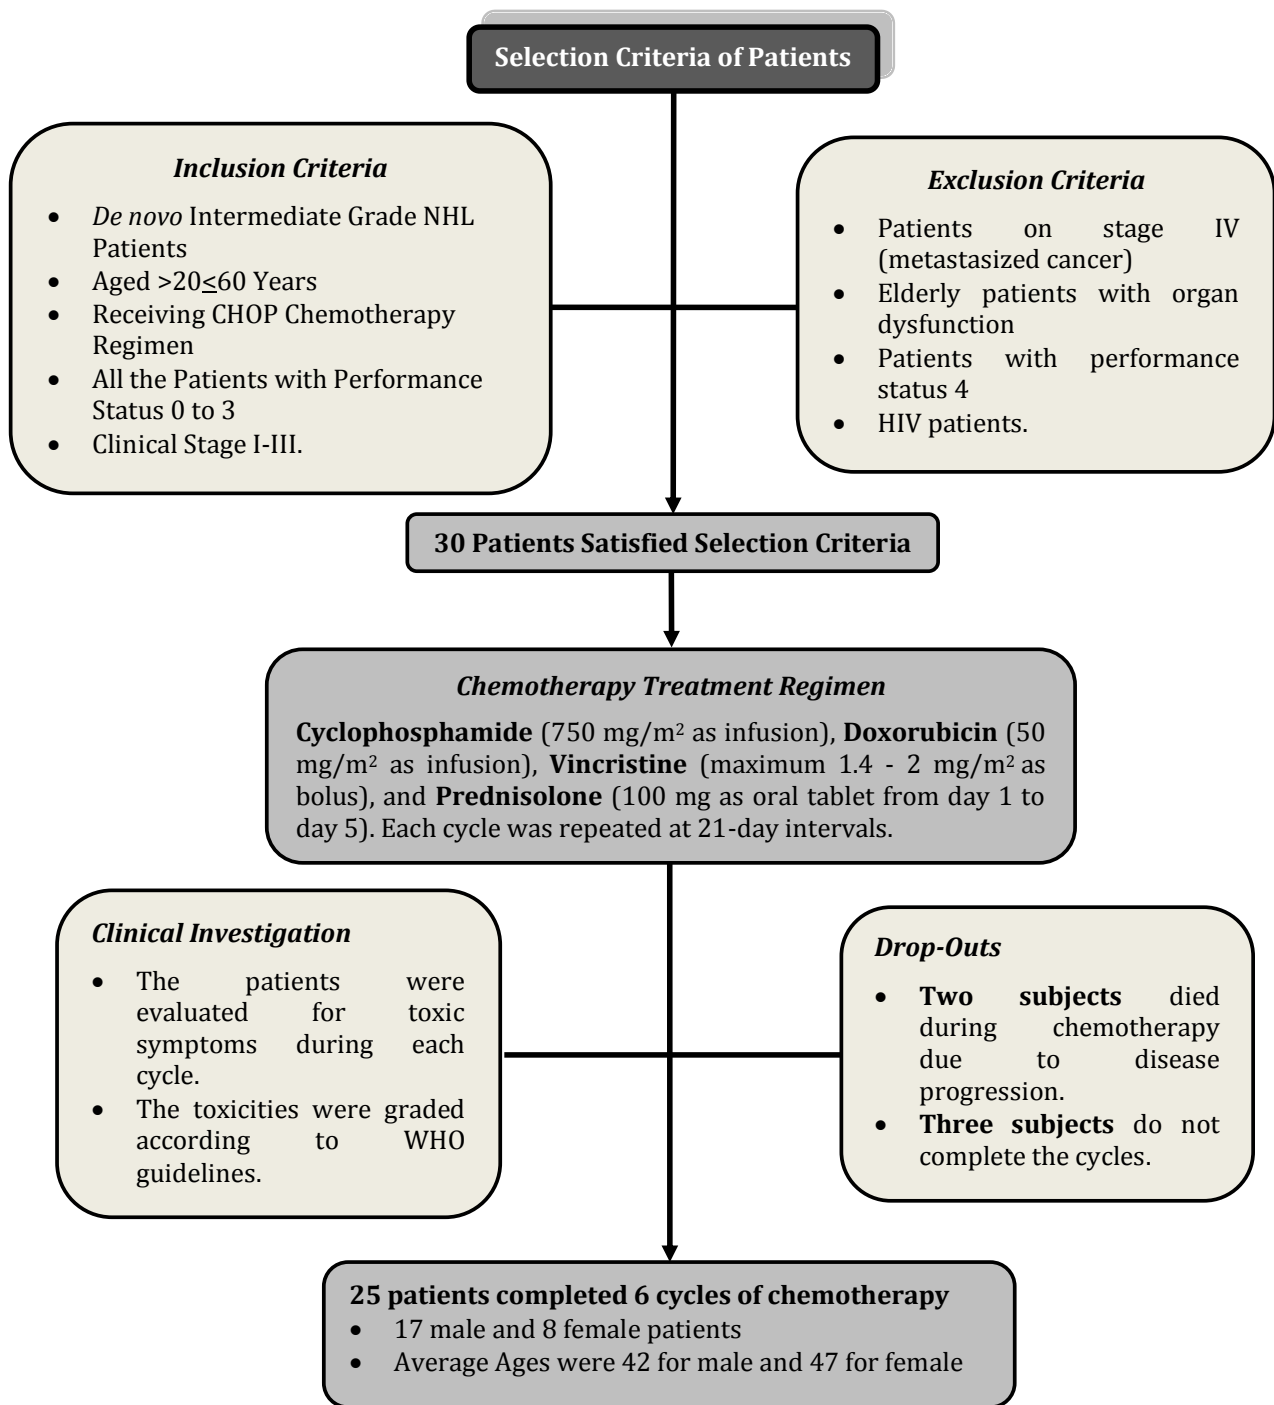 Selection Criteria of Patients
Inclusion Criteria
• De novo Intermediate Grade NHL
Patients
• Aged >20≤60 Years
• Receiving CHOP Chemotherapy
Regimen
• All the Patients with Performance
Status 0 to 3
• Clinical Stage I-III.
Exclusion Criteria
• Patients on stage IV
(metastasized cancer)
• Elderly patients with organ
dysfunction
• Patients with performance
status 4
• HIV patients.
30 Patients Satisfied Selection Criteria
Chemotherapy Treatment Regimen
Cyclophosphamide (750 mg/m² as infusion), Doxorubicin (50
mg/m² as infusion), Vincristine (maximum 1.4 - 2 mg/m² as
bolus), and Prednisolone (100 mg as oral tablet from day 1 to
day 5). Each cycle was repeated at 21-day intervals.
Clinical Investigation
• The patients were
evaluated for toxic
symptoms during each
cycle.
• The toxicities were graded
according to WHO
guidelines.
Drop-Outs
• Two subjects died
during chemotherapy
due to disease
progression.
• Three subjects do not
complete the cycles.
25 patients completed 6 cycles of chemotherapy
• 17 male and 8 female patients
• Average Ages were 42 for male and 47 for female